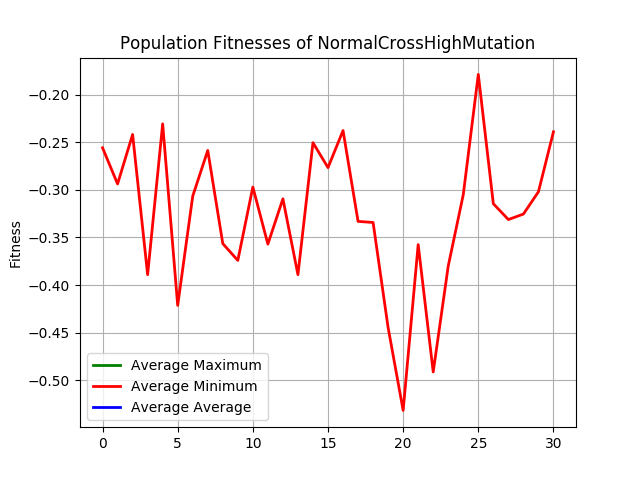 Population Fitnesses of NormalCrossHighMutation
−0.20
−0.25
−0.30
−0.35
−0.40
−0.45
−0.50
Fitness
Average Maximum
Average Minimum
Average Average
0 5 10 15 20 25 30